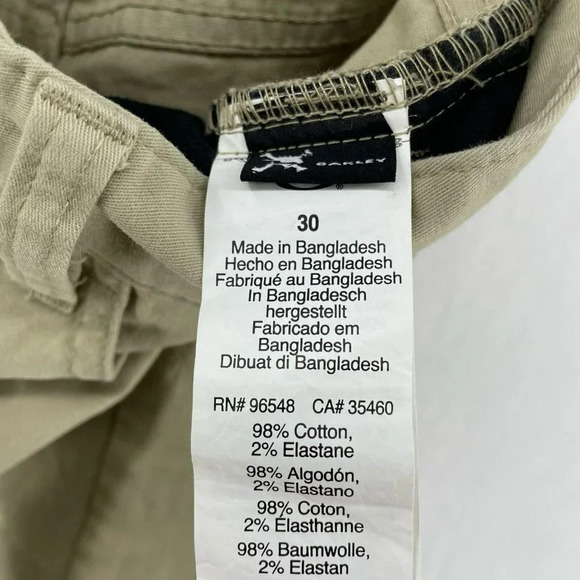 OAKLEY
®
30
Made in Bangladesh
Hecho en Bangladesh
Fabriqué au Bangladesh
In Bangladesch
hergestellt
Fabricado em
Bangladesh
Dibuat di Bangladesh
RN# 96548 CA# 35460
98% Cotton,
2% Elastane
98% Algodón,
2% Elastano
98% Coton,
2% Elasthanne
98% Baumwolle,
2% Elastan